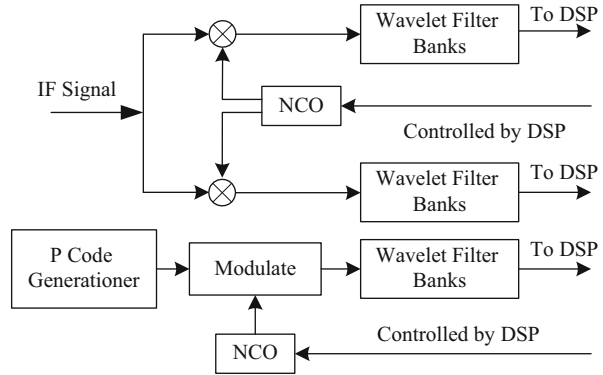 Wavelet Filter
Banks
To DSP
IF Signal
NCO
Controlled by DSP
Wavelet Filter
Banks
To DSP
P Code
Generationer
Modulate
Wavelet Filter
Banks
To DSP
NCO
Controlled by DSP